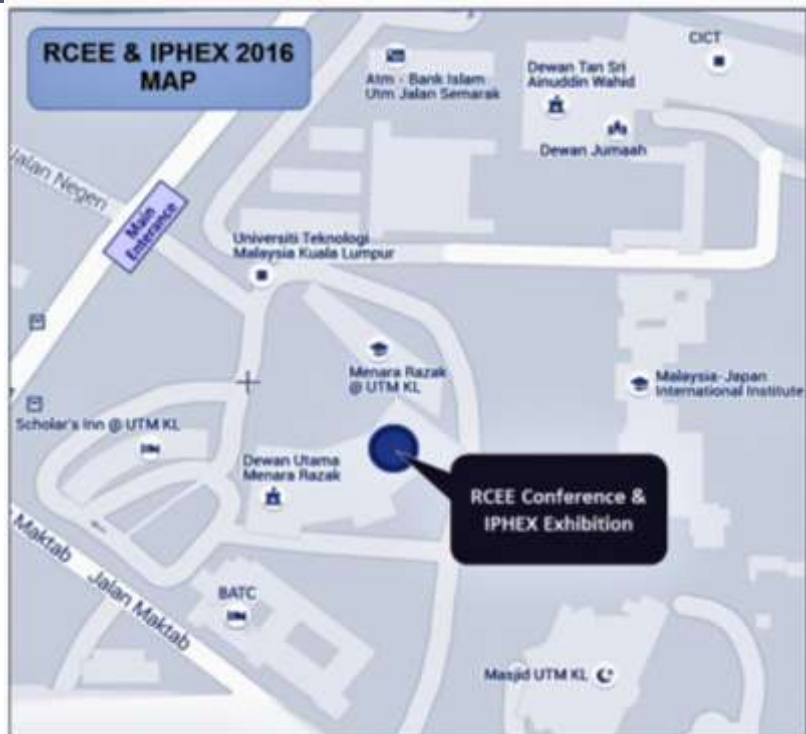 RCEE & IPHEX 2016
MAP
CICT
Atm - Bank Islam
Utm Jalan Semarak
Dewan Tan Sri
Ainuddin Wahid
Dewan Jumaah
Jalan Negeri
Main
Enterance
Universiti Teknologi
Malaysia Kuala Lumpur
Menara Razak
@ UTM KL
Malaysia-Japan
International Institute
Scholar's Inn @ UTM KL
Dewan Utama
Menara Razak
RCEE Conference &
IPHEX Exhibition
Maktab
Jalan Maktab
BATC
Masjid UTM KL